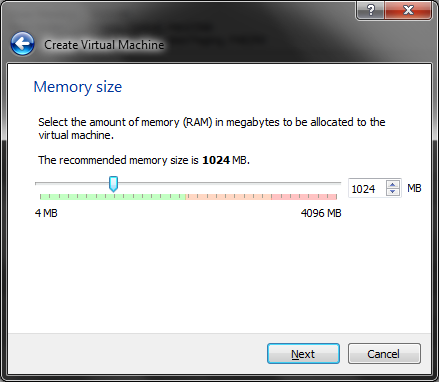 Create Virtual Machine
Memory size
Select the amount of memory (RAM) in megabytes to be allocated to the
virtual machine.
The recommended memory size is 1024 MB.
1024 MB
4 MB 4096 MB
Next Cancel